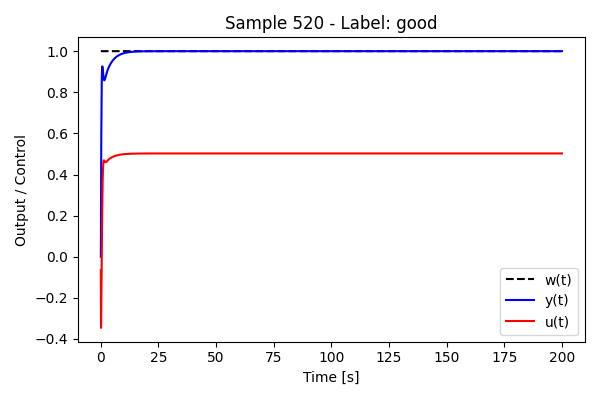 Sample 520 - Label: good
Output / Control
1.0
0.8
0.6
0.4
0.2
0.0
−0.2
−0.4
w(t)
y(t)
u(t)
0 25 50 75 100 125 150 175 200
Time [s]